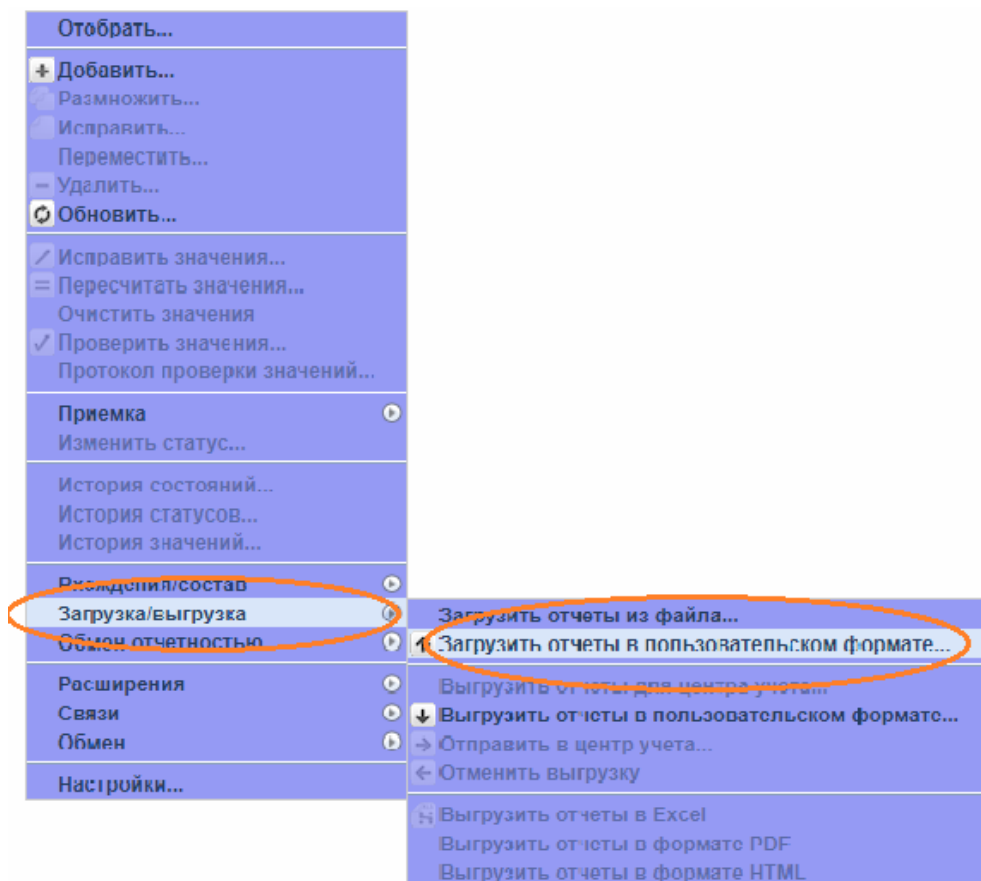 Отобрать...
Добавить...
Размножить...
Исправить...
Переместить...
Удалить...
Обновить...
Исправить значения...
Пересчитать значения...
Очистить значения
Проверить значения...
Протокол проверки значений...
Приемка
Изменить статус...
История состояний...
История статусов...
История значений...
Вхождения/состав
Загрузка/выгрузка
Обмен отчетностью
Расширения
Связи
Обмен
Настройки...
Загрузить отчеты из файла...
Загрузить отчеты в пользовательском формате...
Выгрузить отчеты для центра учета...
Выгрузить отчеты в пользовательском формате...
Отправить в центр учета...
Отменить выгрузку
Выгрузить отчеты в Excel
Выгрузить отчеты в формате PDF
Выгрузить отчеты в формате HTML